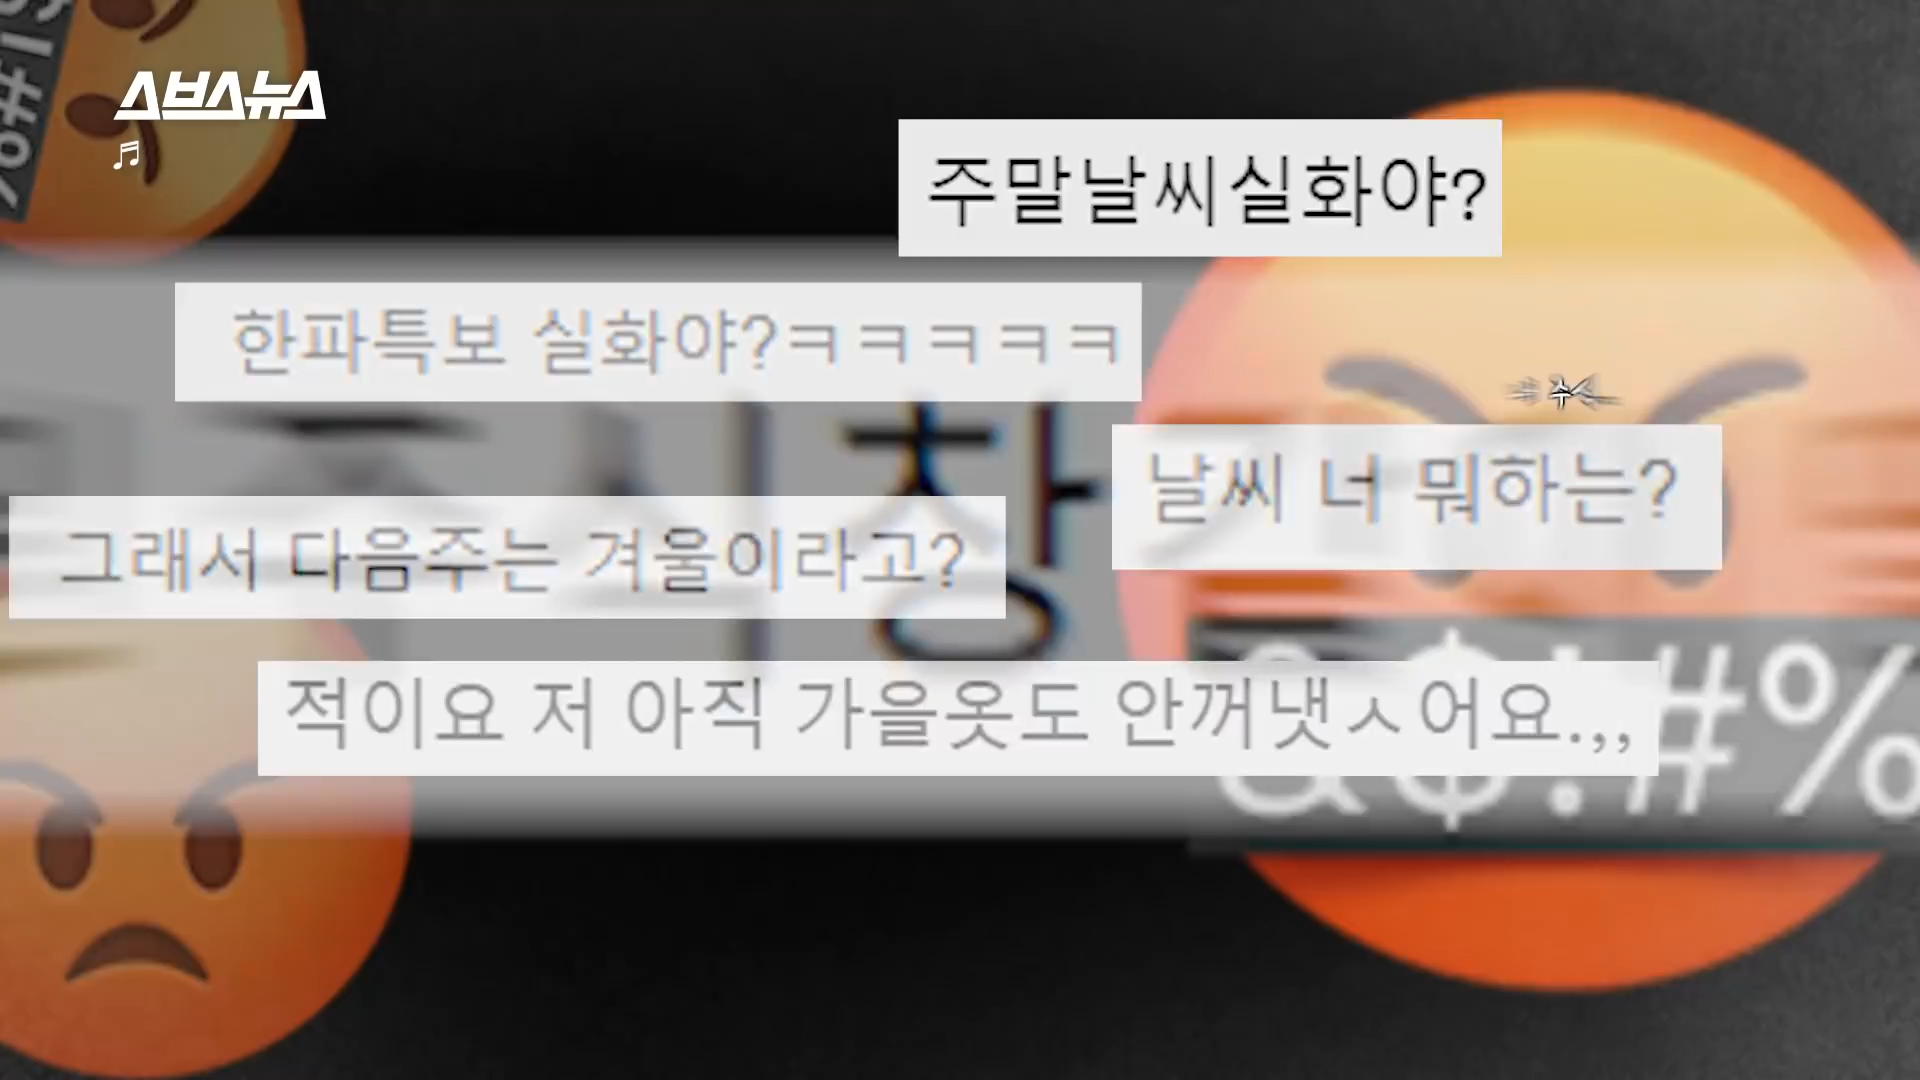 스브스뉴스
주말날씨실화야?
한파특보 실화야?ㅋㅋㅋㅋㅋ
날씨 너 뭐하는?
그래서 다음주는 겨울이라고?
적이요 저 아직 가을옷도 안꺼냇ㅅ어요.,,
&$!#%